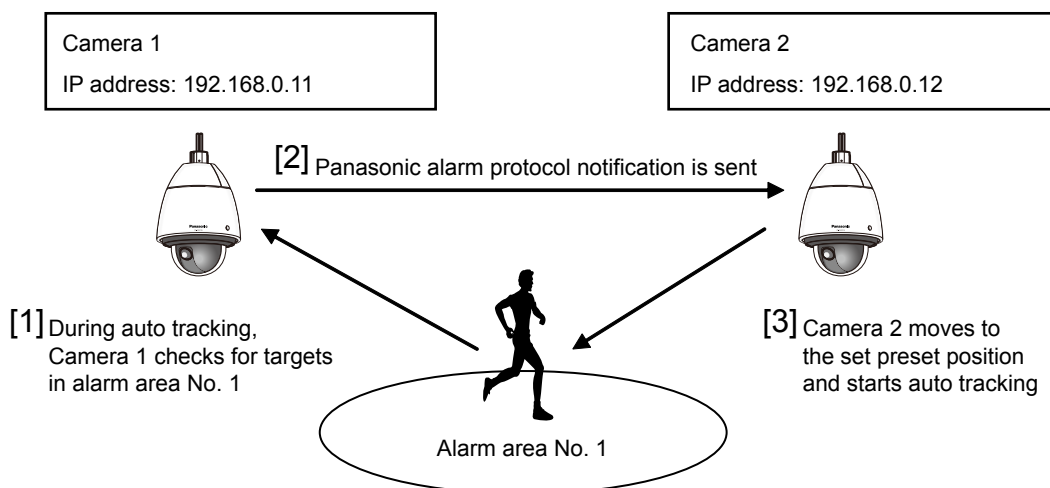 Camera 1
IP address: 192.168.0.11
Camera 2
IP address: 192.168.0.12
[2] Panasonic alarm protocol notification is sent
Panasonic
Panasonic
[1] During auto tracking,
Camera 1 checks for targets
in alarm area No. 1
[3] Camera 2 moves to
the set preset position
and starts auto tracking
Alarm area No. 1